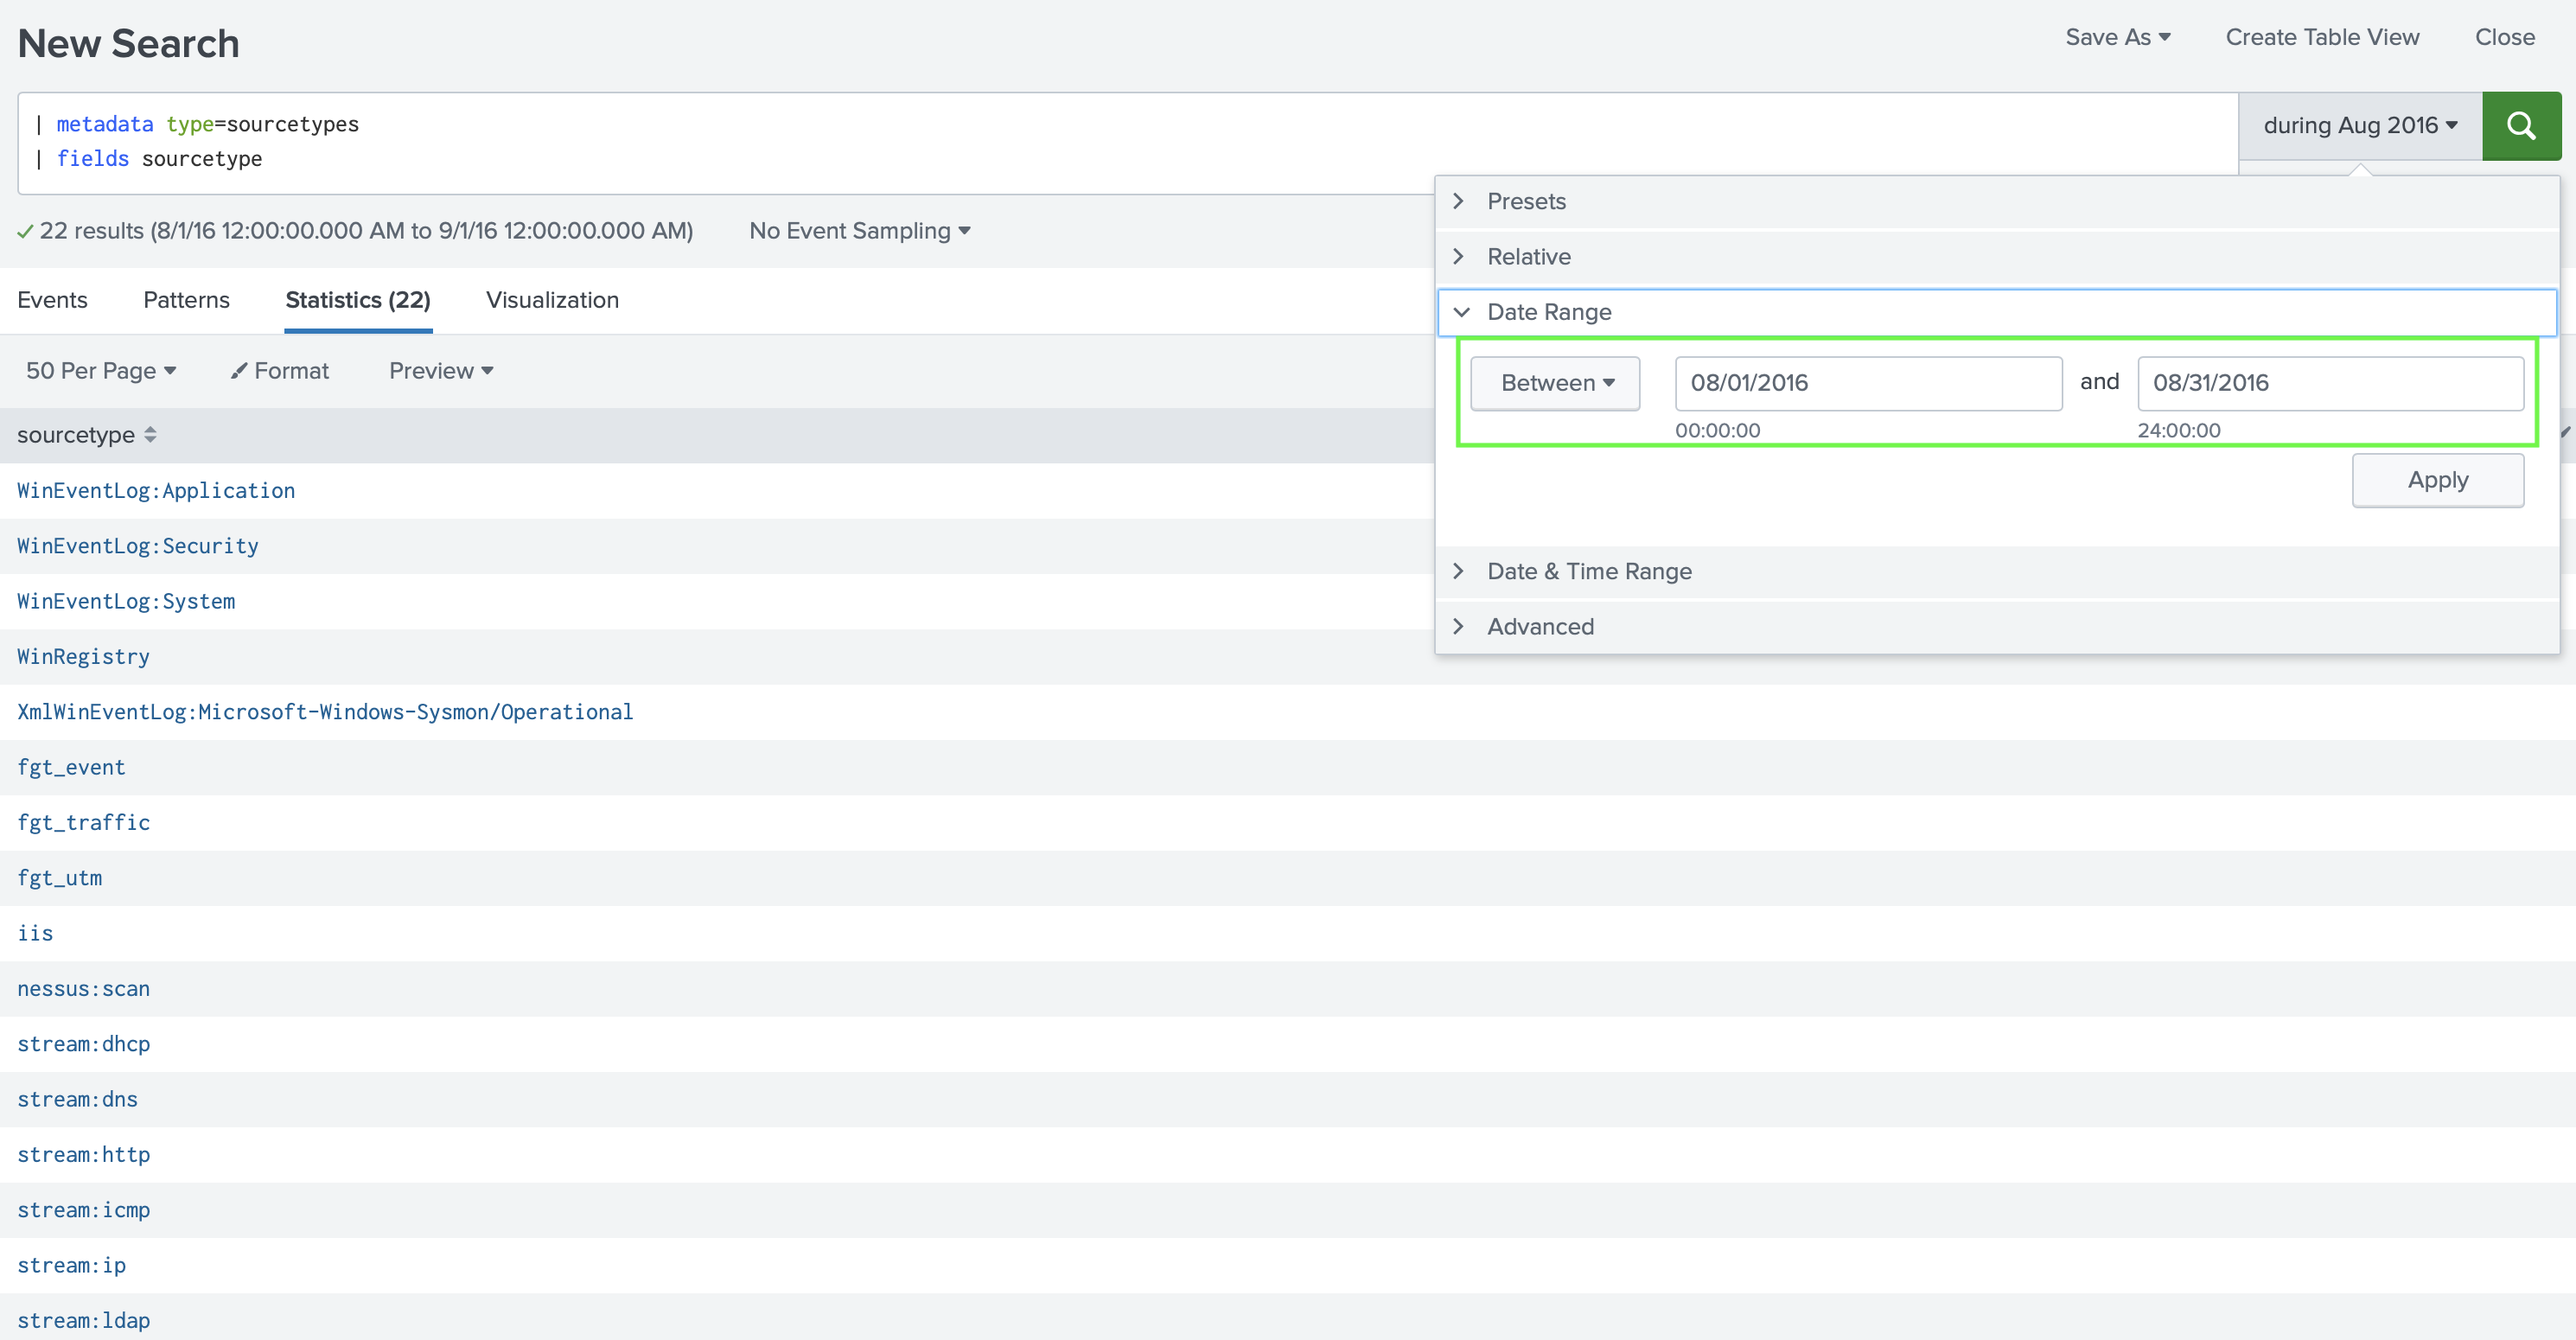 New Search
Save As
Create Table View
Close
| metadata type=sourcetypes
| fields sourcetype
during Aug 2016
22 results (8/1/16 12:00:00.000 AM to 9/1/16 12:00:00.000 AM)
No Event Sampling
Presets
Relative
Date Range
Between
08/01/2016
and
08/31/2016
00:00:00
24:00:00
Apply
Date & Time Range
Advanced
Events
Patterns
Statistics (22)
Visualization
50 Per Page
Format
Preview
sourcetype
WinEventLog:Application
WinEventLog:Security
WinEventLog:System
WinRegistry
XmlWinEventLog:Microsoft-Windows-Sysmon/Operational
fgt_event
fgt_traffic
fgt_utm
iis
nessus:scan
stream:dhcp
stream:dns
stream:http
stream:icmp
stream:ip
stream:ldap